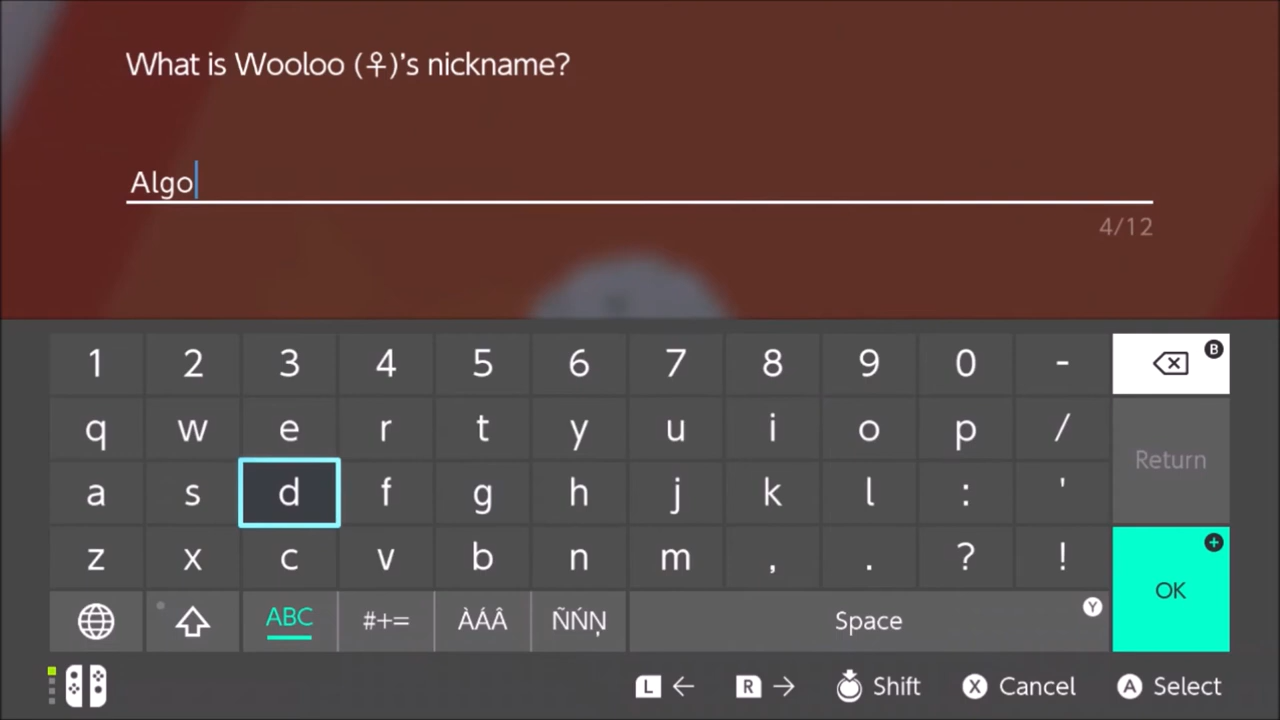 What is Wooloo (♀)'s nickname?
Algo
4/12
1 2 3 4 5 6 7 8 9 0 - B
q w e r t y u i o p /
Return
a s d f g h j k l : '
z x c v b n m , . ? ! +
OK
ABC #+= ÀÁÂ ÑŃŅ Space Y
L ← R → Shift X Cancel A Select